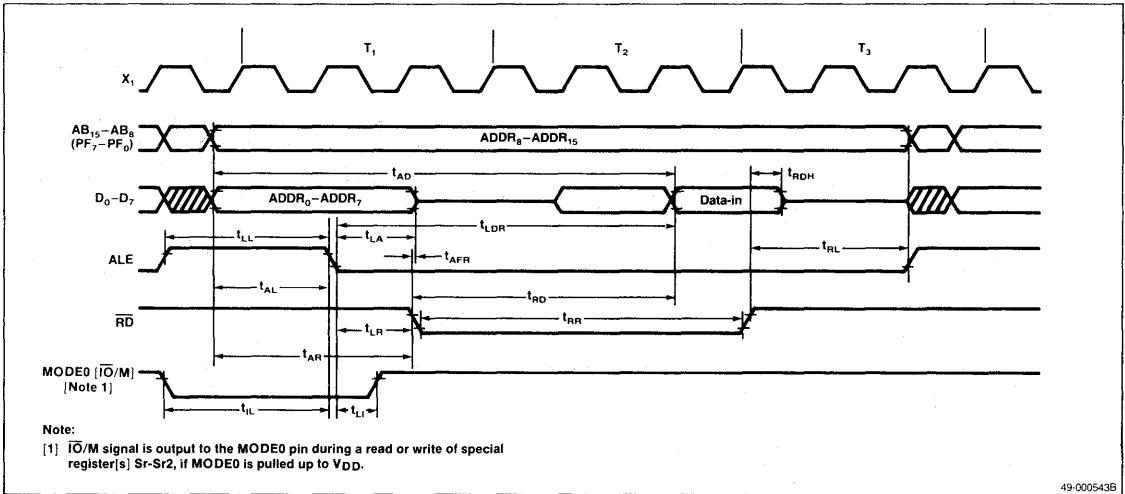 T₁ T₂ T₃
X₁
AB₁₅–AB₈
(PF₇–PF₀)
ADDR₈–ADDR₁₅
tAD
tRDH
D₀–D₇
ADDR₀–ADDR₇
Data-in
tLDR
tLL
tLA
tRL
ALE
tAFR
tAL
tRD
R̅D̅
tRR
tLR
tAR
MODE0 [I̅O̅/M]
[Note 1]
tIL
tLI
Note:
[1] I̅O̅/M signal is output to the MODE0 pin during a read or write of special
register[s] Sr-Sr2, if MODE0 is pulled up to VDD.
49-000543B